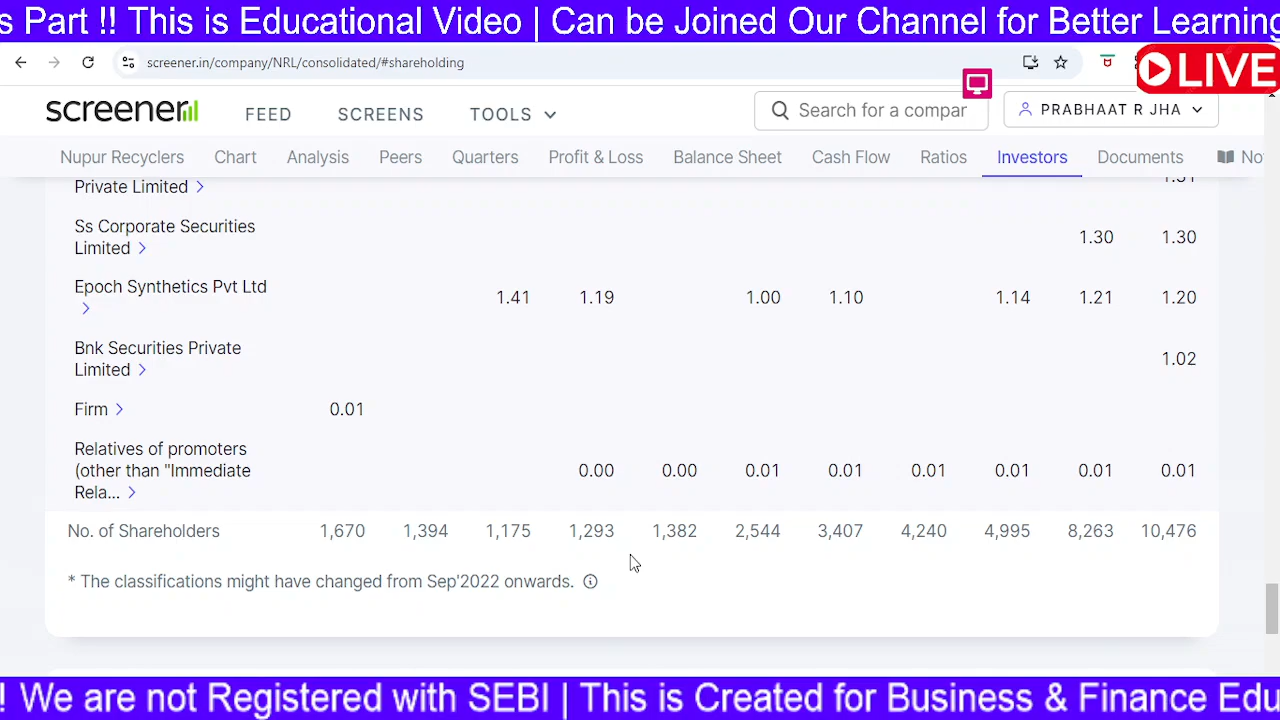 s Part !! This is Educational Video | Can be Joined Our Channel for Better Learning
screener.in/company/NRL/consolidated/#shareholding
LIVE
screener
FEED SCREENS TOOLS
Search for a compar
PRABHAAT R JHA
Nupur Recyclers Chart Analysis Peers Quarters Profit & Loss Balance Sheet Cash Flow Ratios Investors Documents No
Private Limited
Ss Corporate Securities
Limited
1.30 1.30
Epoch Synthetics Pvt Ltd
1.41 1.19 1.00 1.10 1.14 1.21 1.20
Bnk Securities Private
Limited
1.02
Firm 0.01
Relatives of promoters
(other than "Immediate
Rela...
0.00 0.00 0.01 0.01 0.01 0.01 0.01 0.01
No. of Shareholders 1,670 1,394 1,175 1,293 1,382 2,544 3,407 4,240 4,995 8,263 10,476
* The classifications might have changed from Sep'2022 onwards.
! We are not Registered with SEBI | This is Created for Business & Finance Edu